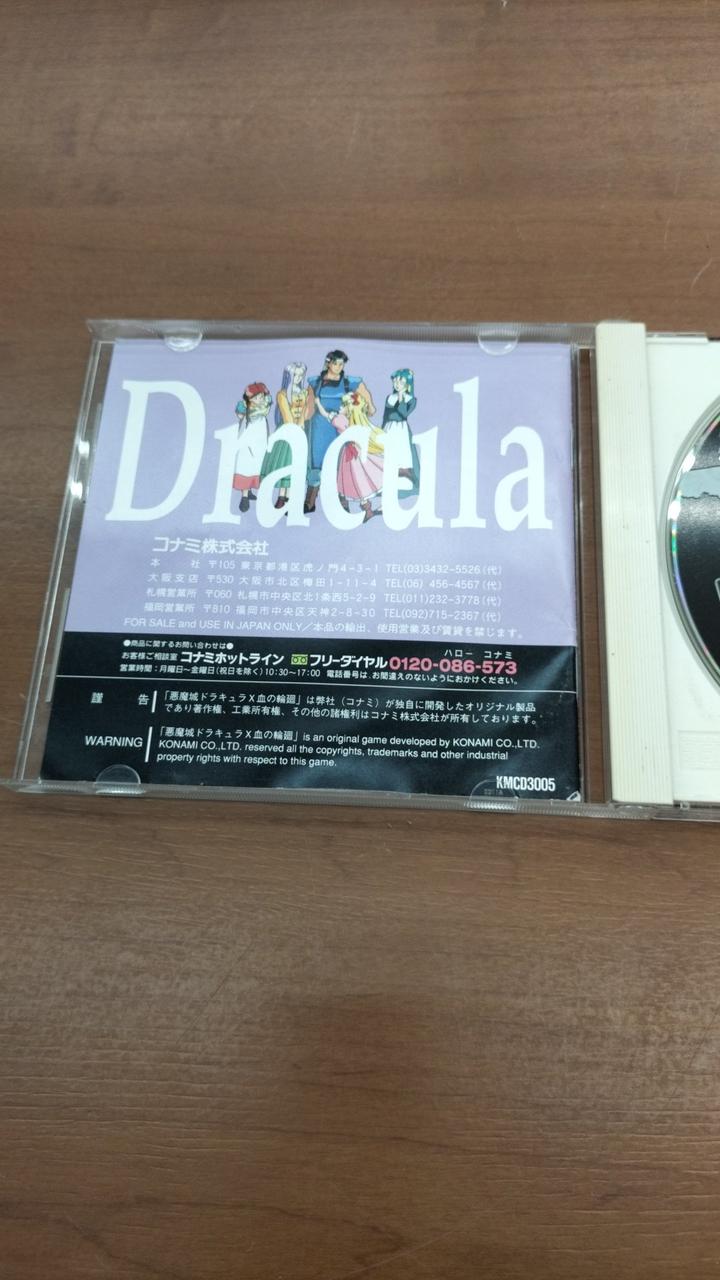 Dracula
コナミ株式会社
本　　社 〒105 東京都港区虎ノ門4-3-1 TEL(03)3432-5526(代)
大阪支店 〒530 大阪市北区梅田1-11-4 TEL(06) 456-4567(代)
札幌営業所 〒060 札幌市中央区北1条西5-2-9 TEL(011)232-3778(代)
福岡営業所 〒810 福岡市中央区天神2-8-30 TEL(092)715-2367(代)
FOR SALE and USE IN JAPAN ONLY/本品の輸出、使用営業及び賃貸を禁じます。
●商品に関するお問い合わせは●
ハロー コナミ
お客様ご相談室 コナミホットライン フリーダイヤル0120-086-573
営業時間：月曜日〜金曜日(祝日を除く)10:30〜17:00 電話番号は、お間違えのないようにおかけください。
謹　告 「悪魔城ドラキュラX血の輪廻」は弊社（コナミ）が独自に開発したオリジナル製品
であり著作権、工業所有権、その他の諸権利はコナミ株式会社が所有しております。
WARNING 「悪魔城ドラキュラX血の輪廻」is an original game developed by KONAMI CO.,LTD.
KONAMI CO.,LTD. reserved all the copyrights, trademarks and other industrial
property rights with respect to this game.
KMCD3005